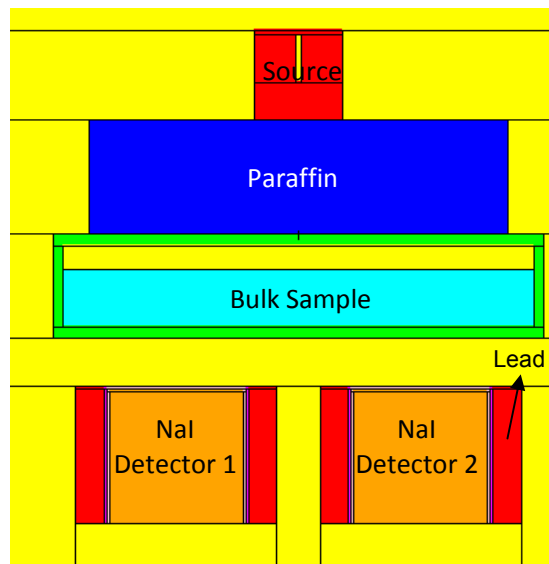 Source
Paraffin
Bulk Sample
Lead
NaI
Detector 1
NaI
Detector 2